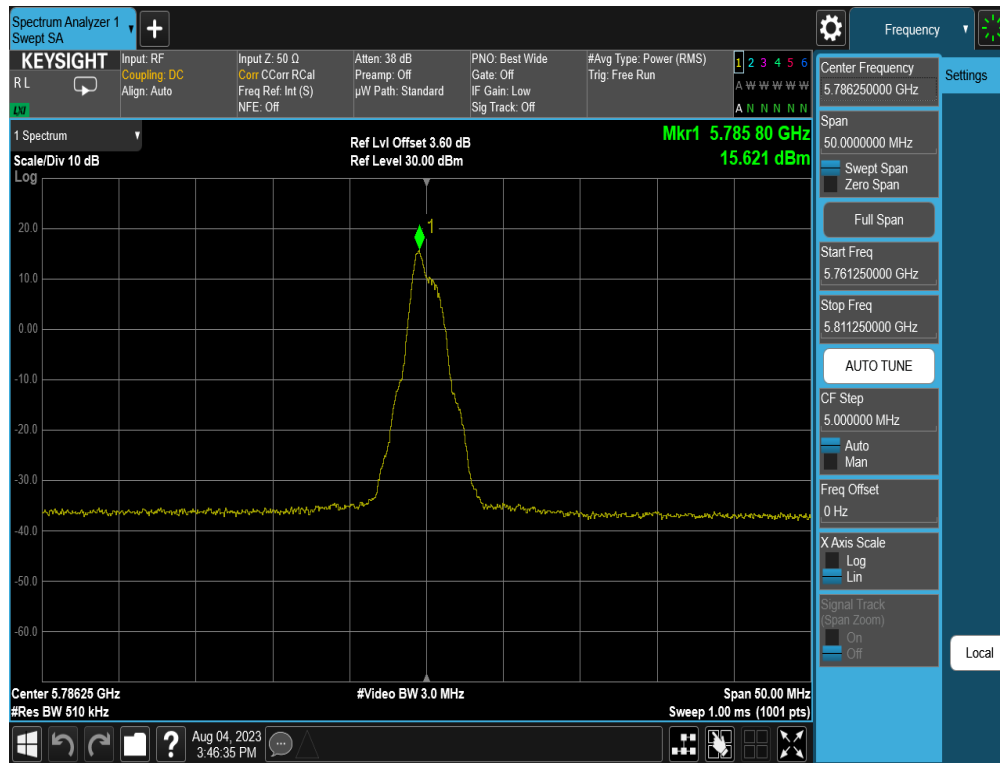 Spectrum Analyzer 1
Swept SA
+
Frequency
KEYSIGHT
R L
LXI
Input: RF
Coupling: DC
Align: Auto
Input Z: 50 Ω
Corr CCorr RCal
Freq Ref: Int (S)
NFE: Off
Atten: 38 dB
Preamp: Off
µW Path: Standard
PNO: Best Wide
Gate: Off
IF Gain: Low
Sig Track: Off
#Avg Type: Power (RMS)
Trig: Free Run
1 2 3 4 5 6
A W W W W W
A N N N N N
1 Spectrum
Scale/Div 10 dB
Log
Ref Lvl Offset 3.60 dB
Ref Level 30.00 dBm
Mkr1 5.785 80 GHz
15.621 dBm
1
20.0
10.0
0.00
-10.0
-20.0
-30.0
-40.0
-50.0
-60.0
Center 5.78625 GHz
#Res BW 510 kHz
#Video BW 3.0 MHz
Span 50.00 MHz
Sweep 1.00 ms (1001 pts)
?
Aug 04, 2023
3:46:35 PM
Center Frequency
5.786250000 GHz
Span
50.0000000 MHz
Swept Span
Zero Span
Full Span
Start Freq
5.761250000 GHz
Stop Freq
5.811250000 GHz
AUTO TUNE
CF Step
5.000000 MHz
Auto
Man
Freq Offset
0 Hz
X Axis Scale
Log
Lin
Signal Track
(Span Zoom)
On
Off
Settings
Local